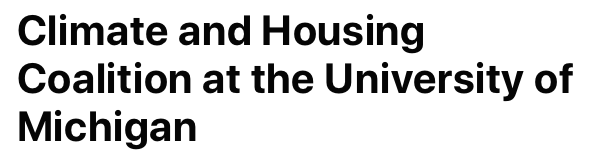 Climate and Housing
Coalition at the University of
Michigan